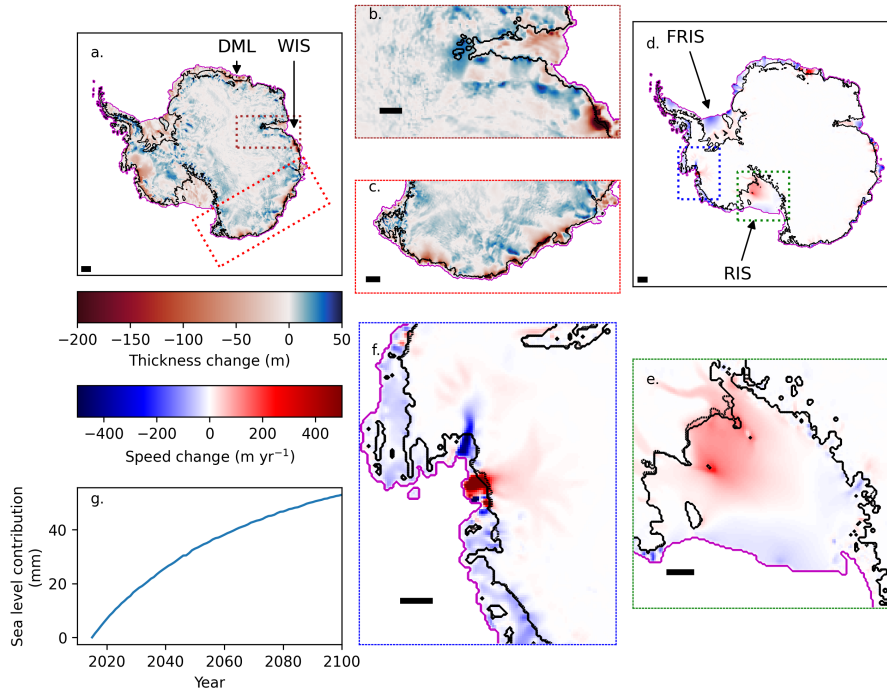 a.
DML
WIS
b.
c.
d.
FRIS
RIS
−200 −150 −100 −50 0 50
Thickness change (m)
−400 −200 0 200 400
Speed change (m yr⁻¹)
f.
e.
g.
Sea level contribution
(mm)
40
20
0
2020 2040 2060 2080 2100
Year